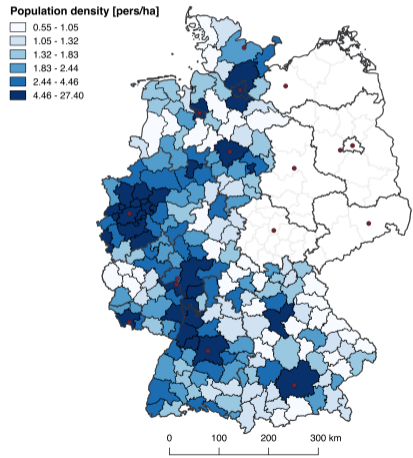 Population density [pers/ha]
0.55 - 1.05
1.05 - 1.32
1.32 - 1.83
1.83 - 2.44
2.44 - 4.46
4.46 - 27.40
0 100 200 300 km